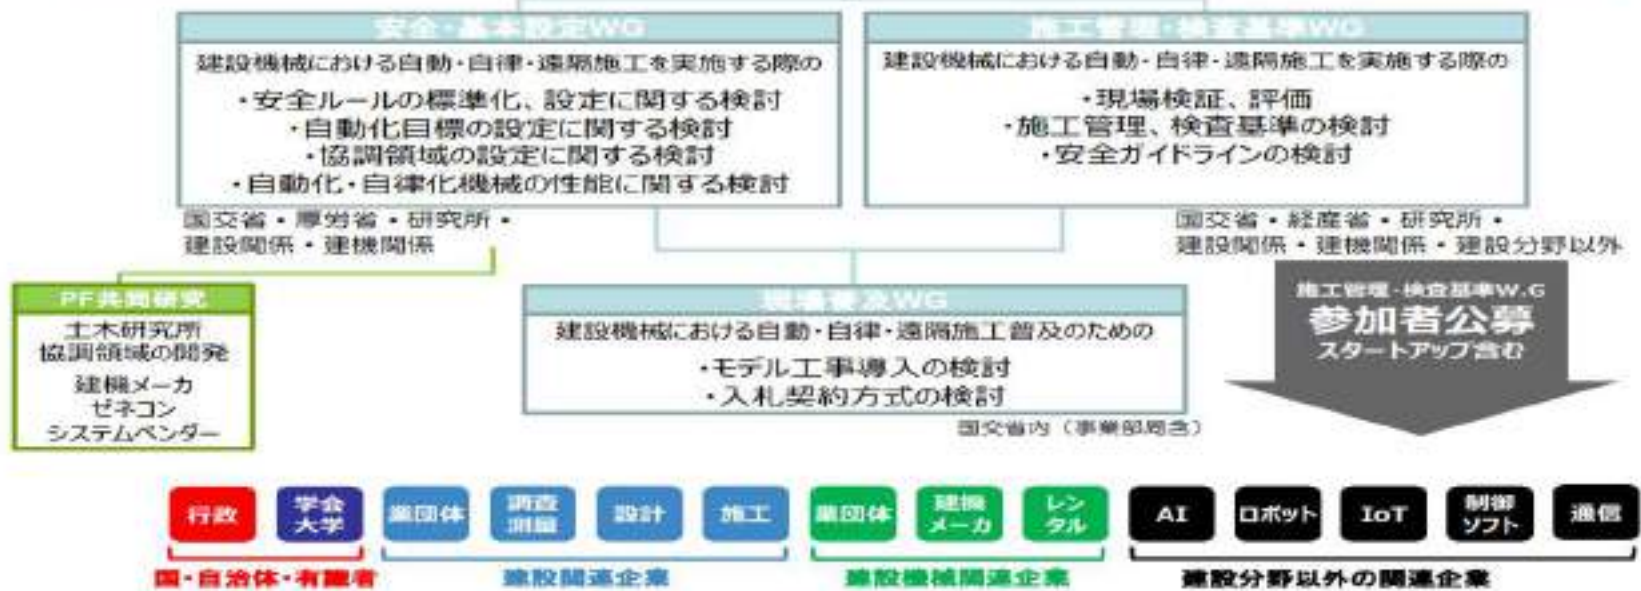 安全・基本設定WG
建設機械における自動・自律・遠隔施工を実施する際の
・安全ルールの標準化、設定に関する検討
・自動化目標の設定に関する検討
・協調領域の設定に関する検討
・自動化・自律化機械の性能に関する検討
国交省・厚労省・研究所・
建設関係・建機関係
施工管理・検査基準WG
建設機械における自動・自律・遠隔施工を実施する際の
・現場検証、評価
・施工管理、検査基準の検討
・安全ガイドラインの検討
国交省・経産省・研究所・
建設関係・建機関係・建設分野以外
PF共同研究
土木研究所
協調領域の開発
建機メーカ
ゼネコン
システムベンダー
現場普及WG
建設機械における自動・自律・遠隔施工普及のための
・モデル工事導入の検討
・入札契約方式の検討
国交省内（事業部局含）
施工管理・検査基準W.G
参加者公募
スタートアップ含む
行政
学会
大学
業団体
調査
測量
設計
施工
業団体
建機
メーカ
レン
タル
AI
ロボット
IoT
制御
ソフト
通信
国・自治体・有識者
建設関連企業
建設機械関連企業
建設分野以外の関連企業